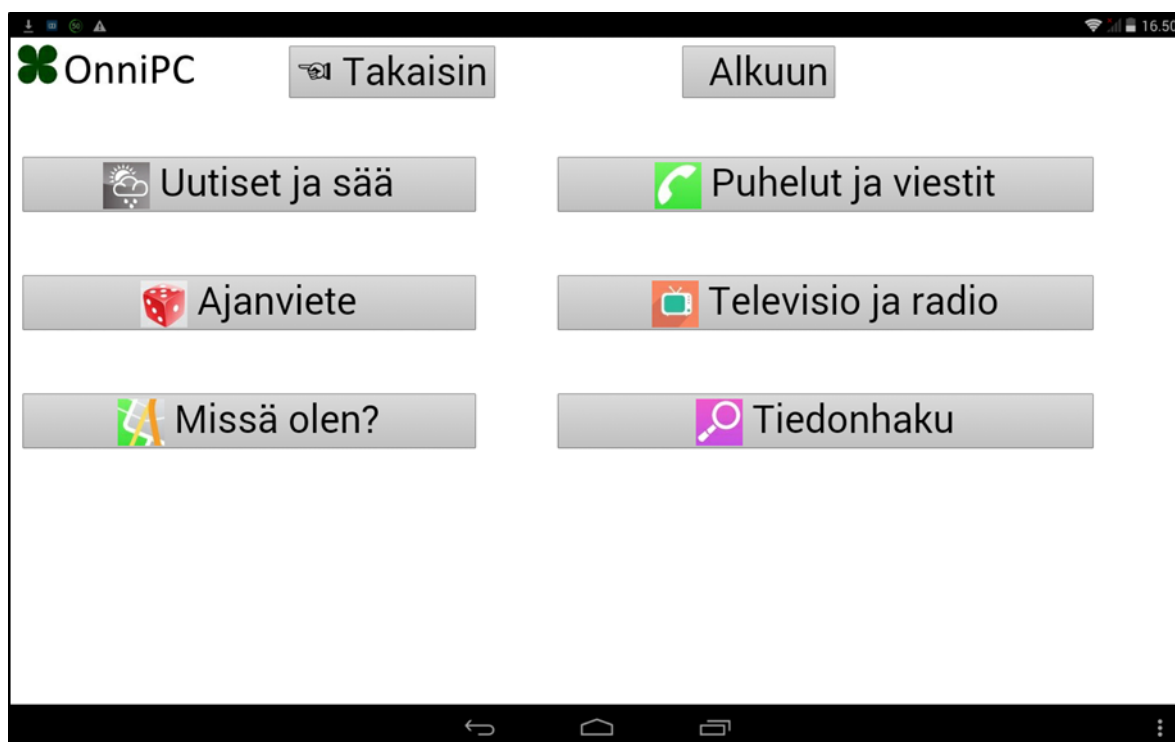 16.50
OnniPC
Takaisin
Alkuun
Uutiset ja sää
Puhelut ja viestit
Ajanviete
Televisio ja radio
Missä olen?
Tiedonhaku